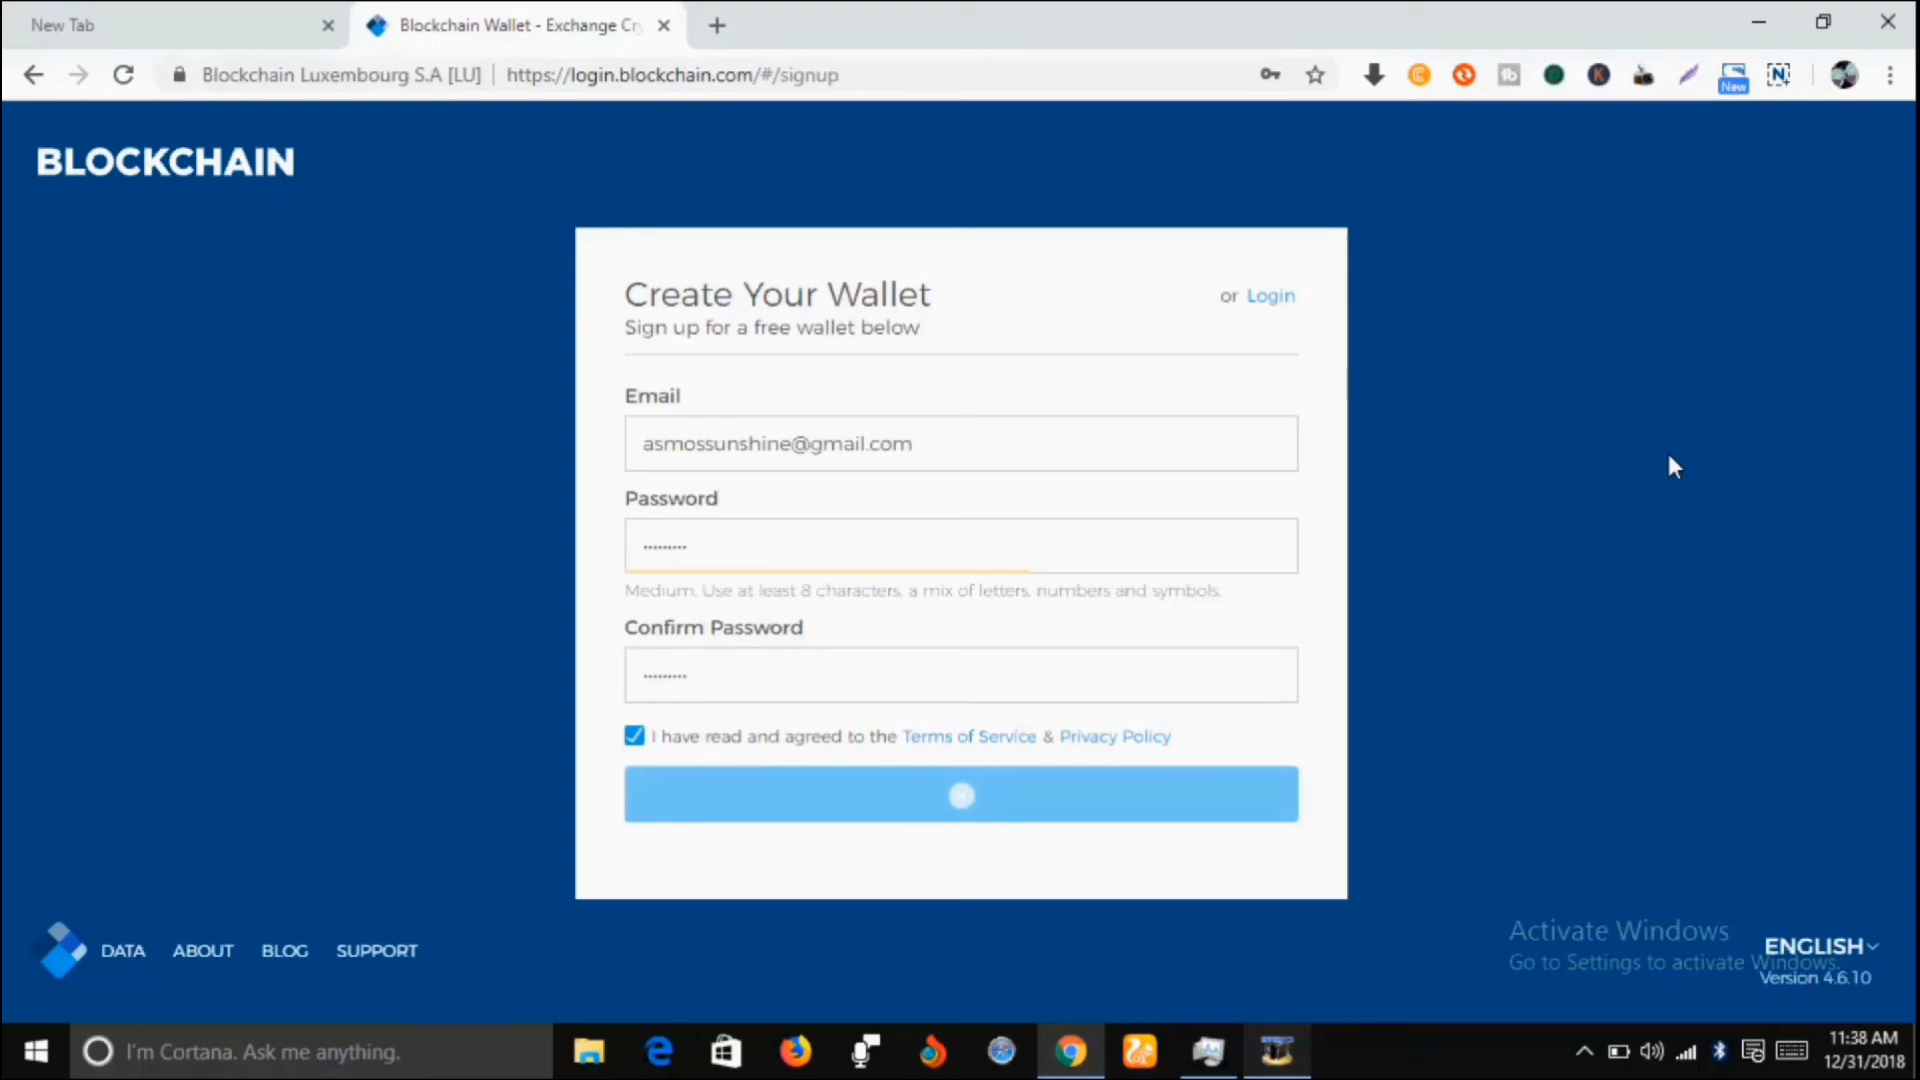 New Tab
Blockchain Wallet - Exchange Cr
Blockchain Luxembourg S.A [LU]
https://login.blockchain.com/#/signup
New
BLOCKCHAIN
Create Your Wallet
or Login
Sign up for a free wallet below
Email
asmossunshine@gmail.com
Password
Medium. Use at least 8 characters, a mix of letters, numbers and symbols.
Confirm Password
I have read and agreed to the Terms of Service & Privacy Policy
DATA ABOUT BLOG SUPPORT
Activate Windows
Go to Settings to activate Windows.
ENGLISH
Version 4.6.10
I'm Cortana. Ask me anything.
11:38 AM
12/31/2018